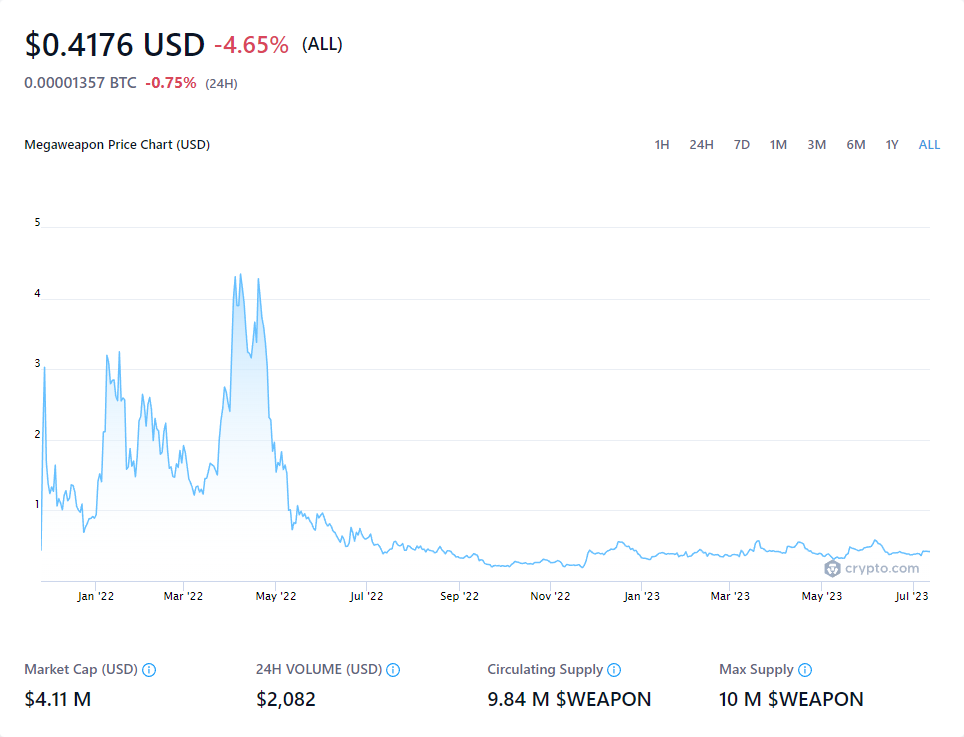 $0.4176 USD -4.65% (ALL)
0.00001357 BTC -0.75% (24H)
Megaweapon Price Chart (USD) 1H 24H 7D 1M 3M 6M 1Y ALL
5
4
3
2
1
crypto.com
Jan '22 Mar '22 May '22 Jul '22 Sep '22 Nov '22 Jan '23 Mar '23 May '23 Jul '23
Market Cap (USD) 24H VOLUME (USD) Circulating Supply Max Supply
$4.11 M $2,082 9.84 M $WEAPON 10 M $WEAPON